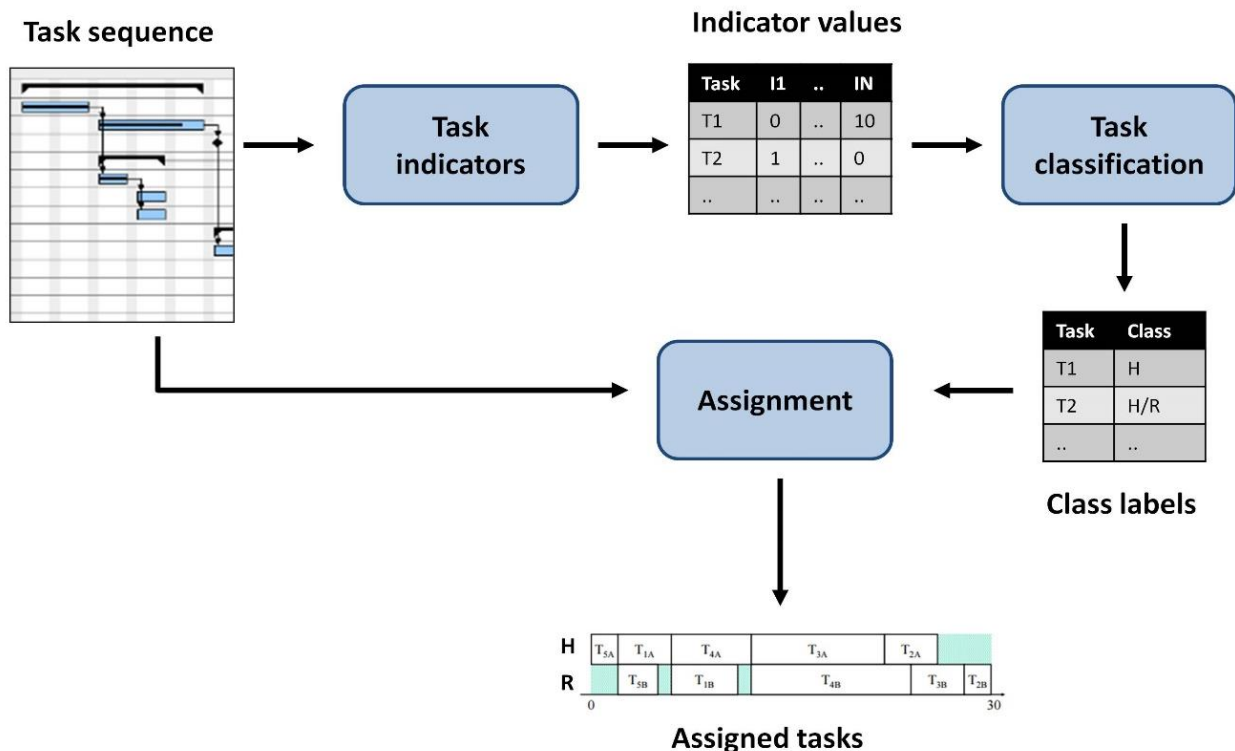 Task sequence
Indicator values
Task indicators
Task I1 .. IN
T1 0 .. 10
T2 1 .. 0
.. .. .. ..
Task classification
Task Class
T1 H
T2 H/R
.. ..
Class labels
Assignment
H T5A T1A T4A T3A T2A
R T5B T1B T4B T3B T2B
0 30
Assigned tasks